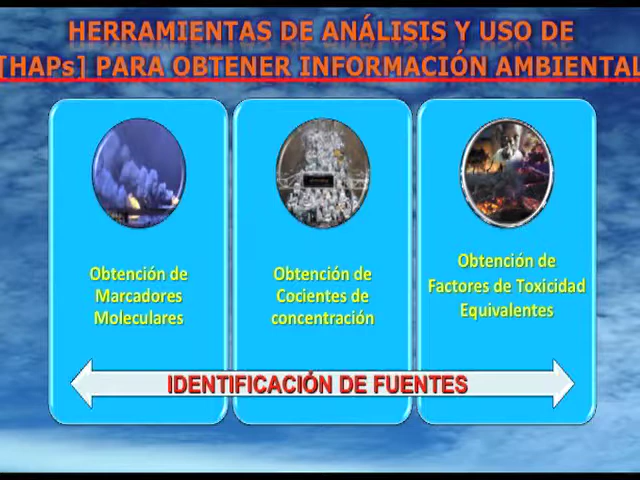 HERRAMIENTAS DE ANÁLISIS Y USO DE
[HAPs] PARA OBTENER INFORMACIÓN AMBIENTAL
Obtención de
Marcadores
Moleculares
Obtención de
Cocientes de
concentración
Obtención de
Factores de Toxicidad
Equivalentes
IDENTIFICACIÓN DE FUENTES